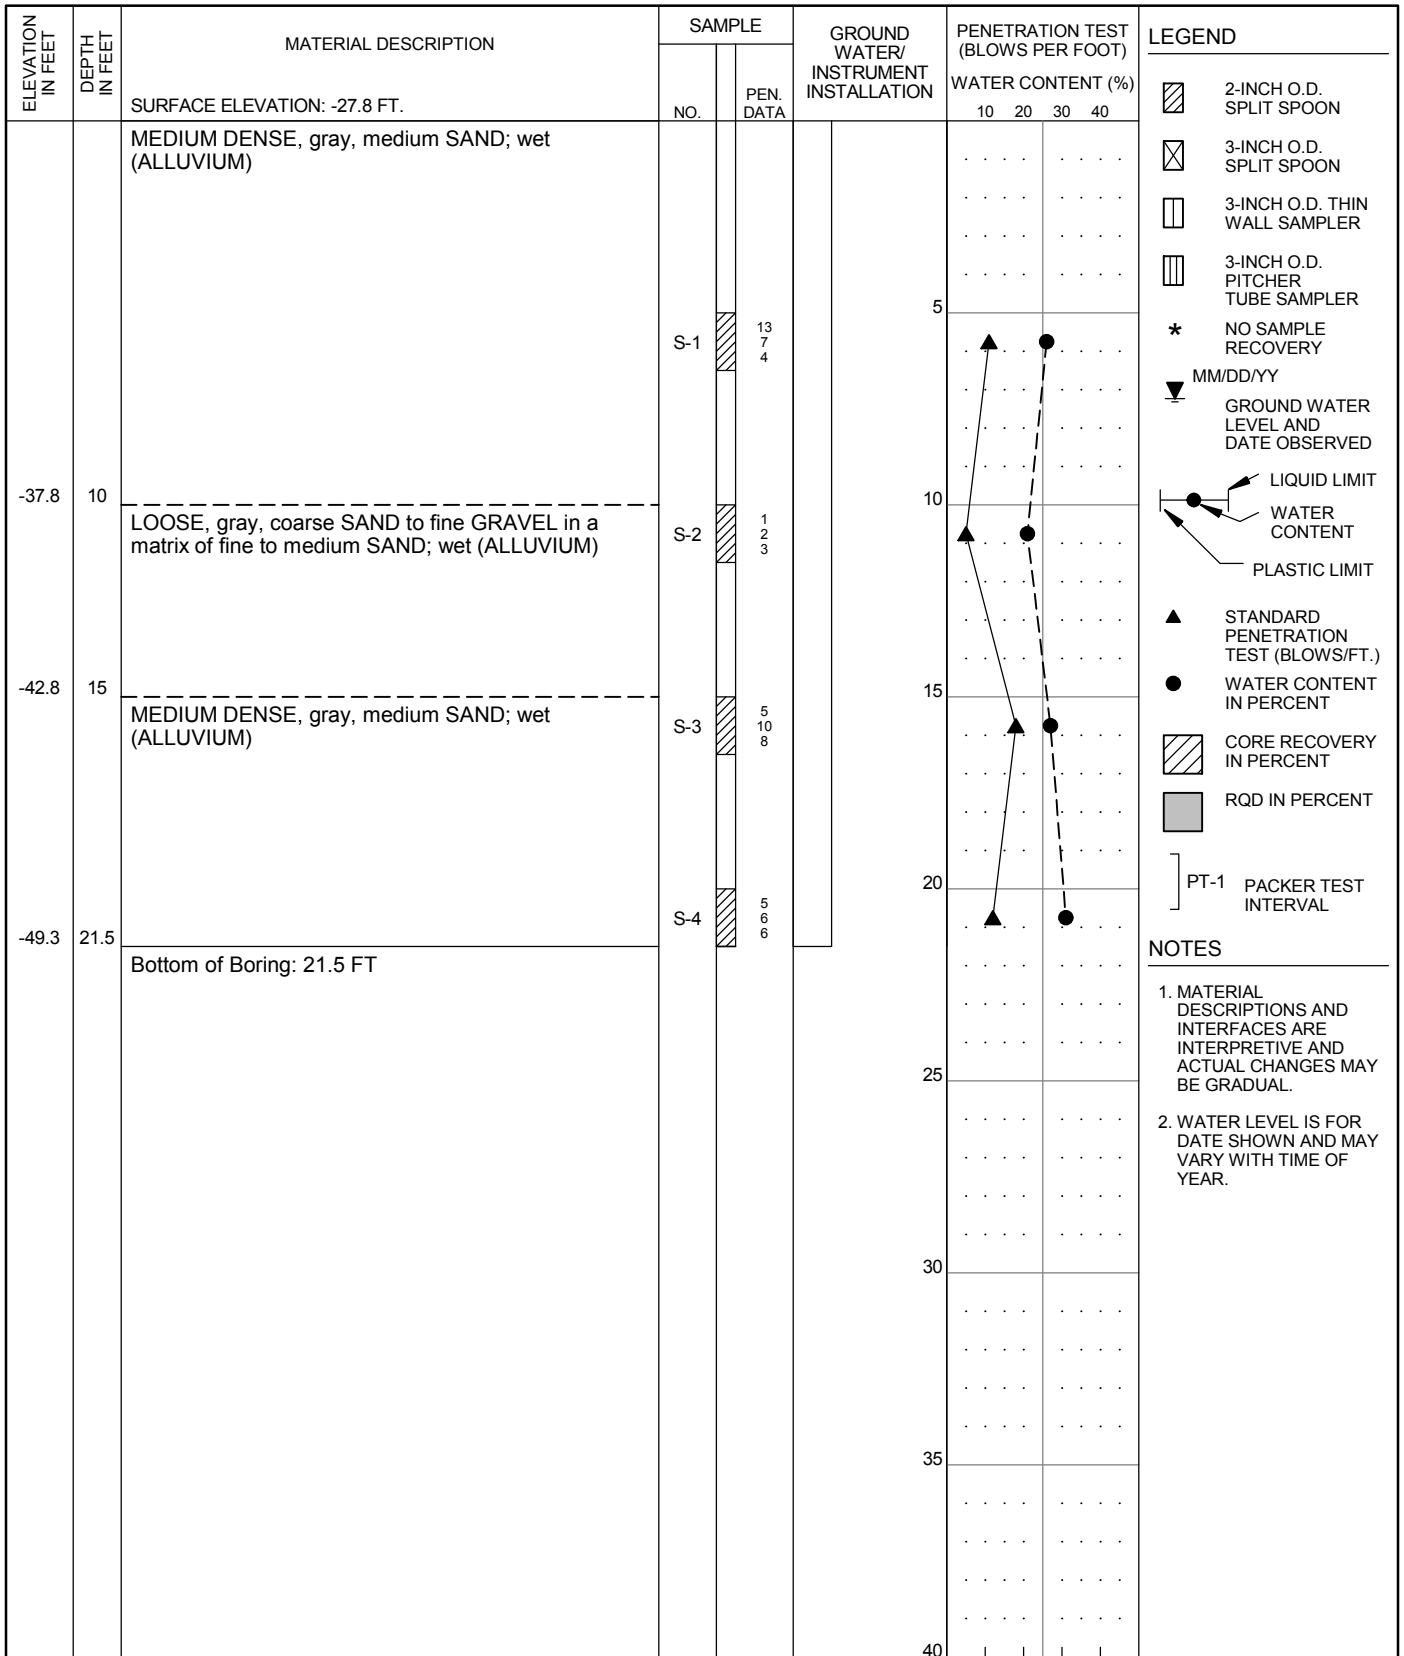 ELEVATION
IN FEET
DEPTH
IN FEET
MATERIAL DESCRIPTION
SURFACE ELEVATION: -27.8 FT.
SAMPLE
NO.
PEN.
DATA
GROUND
WATER/
INSTRUMENT
INSTALLATION
PENETRATION TEST
(BLOWS PER FOOT)
WATER CONTENT (%)
10 20 30 40
MEDIUM DENSE, gray, medium SAND; wet
(ALLUVIUM)
5
S-1
13
7
4
-37.8 10
10
LOOSE, gray, coarse SAND to fine GRAVEL in a
matrix of fine to medium SAND; wet (ALLUVIUM)
S-2
1
2
3
-42.8 15
15
MEDIUM DENSE, gray, medium SAND; wet
(ALLUVIUM)
S-3
5
10
8
20
S-4
5
6
6
-49.3 21.5
Bottom of Boring: 21.5 FT
25
30
35
40
LEGEND
2-INCH O.D.
SPLIT SPOON
3-INCH O.D.
SPLIT SPOON
3-INCH O.D. THIN
WALL SAMPLER
3-INCH O.D.
PITCHER
TUBE SAMPLER
* NO SAMPLE
RECOVERY
MM/DD/YY
GROUND WATER
LEVEL AND
DATE OBSERVED
LIQUID LIMIT
WATER
CONTENT
PLASTIC LIMIT
STANDARD
PENETRATION
TEST (BLOWS/FT.)
WATER CONTENT
IN PERCENT
CORE RECOVERY
IN PERCENT
RQD IN PERCENT
PT-1 PACKER TEST
INTERVAL
NOTES
1. MATERIAL
DESCRIPTIONS AND
INTERFACES ARE
INTERPRETIVE AND
ACTUAL CHANGES MAY
BE GRADUAL.
2. WATER LEVEL IS FOR
DATE SHOWN AND MAY
VARY WITH TIME OF
YEAR.